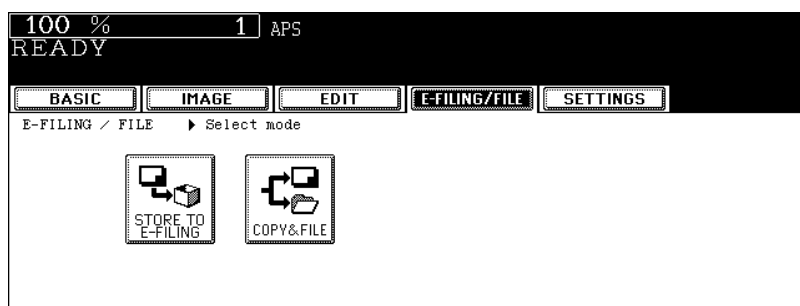 100 % 1 APS
READY
BASIC IMAGE EDIT E-FILING/FILE SETTINGS
E-FILING / FILE ▶ Select mode
STORE TO
E-FILING
COPY&FILE